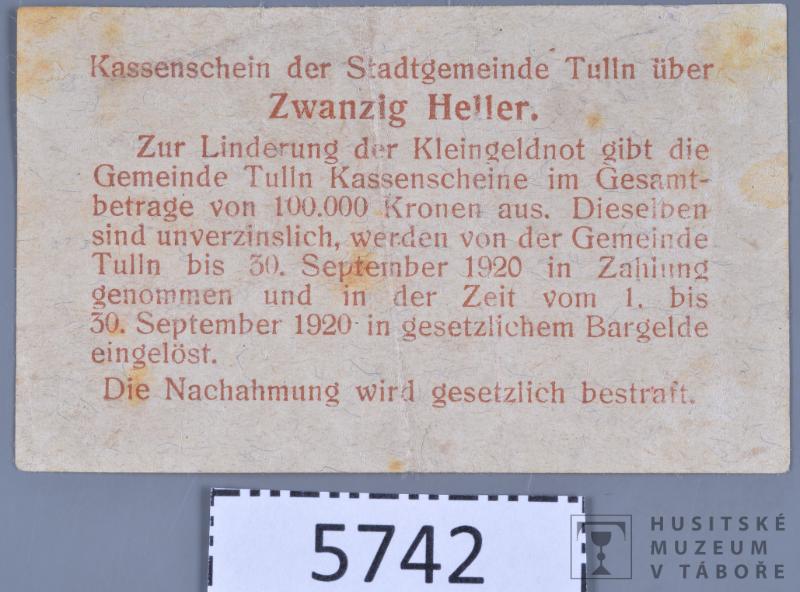 Kassenschein der Stadtgemeinde Tulln über
Zwanzig Heller.
Zur Linderung der Kleingeldnot gibt die
Gemeinde Tulln Kassenscheine im Gesamt-
betrage von 100.000 Kronen aus. Dieselben
sind unverzinslich, werden von der Gemeinde
Tulln bis 30. September 1920 in Zahlung
genommen und in der Zeit vom 1. bis
30. September 1920 in gesetzlichem Bargelde
eingelöst.
Die Nachahmung wird gesetzlich bestraft.
5742
HUSITSKÉ
MUZEUM
V TÁBOŘE